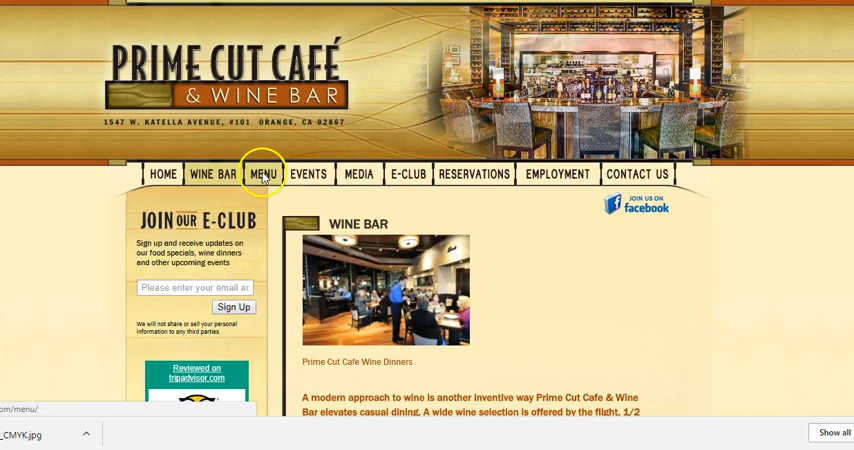 PRIME CUT CAFÉ
& WINE BAR
1547 W. KATELLA AVENUE, #101 ORANGE, CA 92867
HOME WINE BAR MENU EVENTS MEDIA E-CLUB RESERVATIONS EMPLOYMENT CONTACT US
JOIN US ON
facebook
JOIN OUR E-CLUB
Sign up and receive updates on
our food specials, wine dinners
and other upcoming events
Please enter your email ac
Sign Up
We will not share or sell your personal
information to any third parties.
Reviewed on
tripadvisor.com
WINE BAR
Prime Cut Cafe Wine Dinners
A modern approach to wine is another inventive way Prime Cut Cafe & Wine
Bar elevates casual dining. A wide wine selection is offered by the flight, 1/2
om/menu/
_CMYK.jpg
Show all